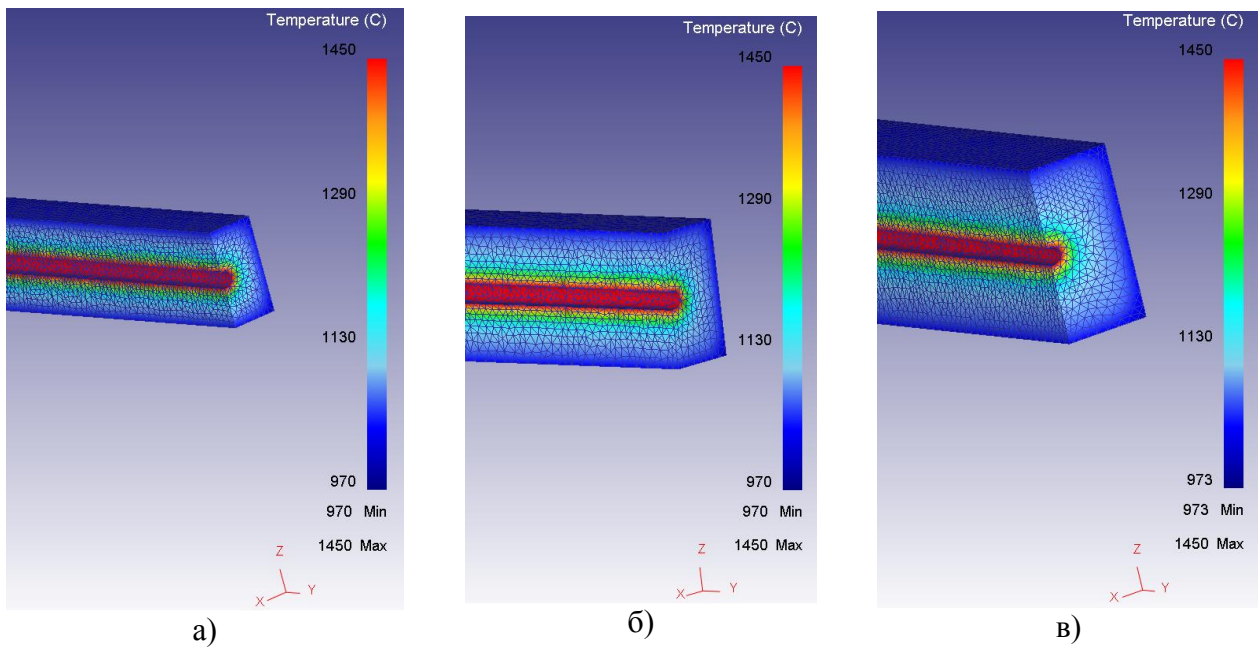 Temperature (C)
1450
1290
1130
970
970 Min
1450 Max
Z
X
Y
а)
Temperature (C)
1450
1290
1130
970
970 Min
1450 Max
Z
X
Y
б)
Temperature (C)
1450
1290
1130
973
973 Min
1450 Max
Z
X
Y
в)